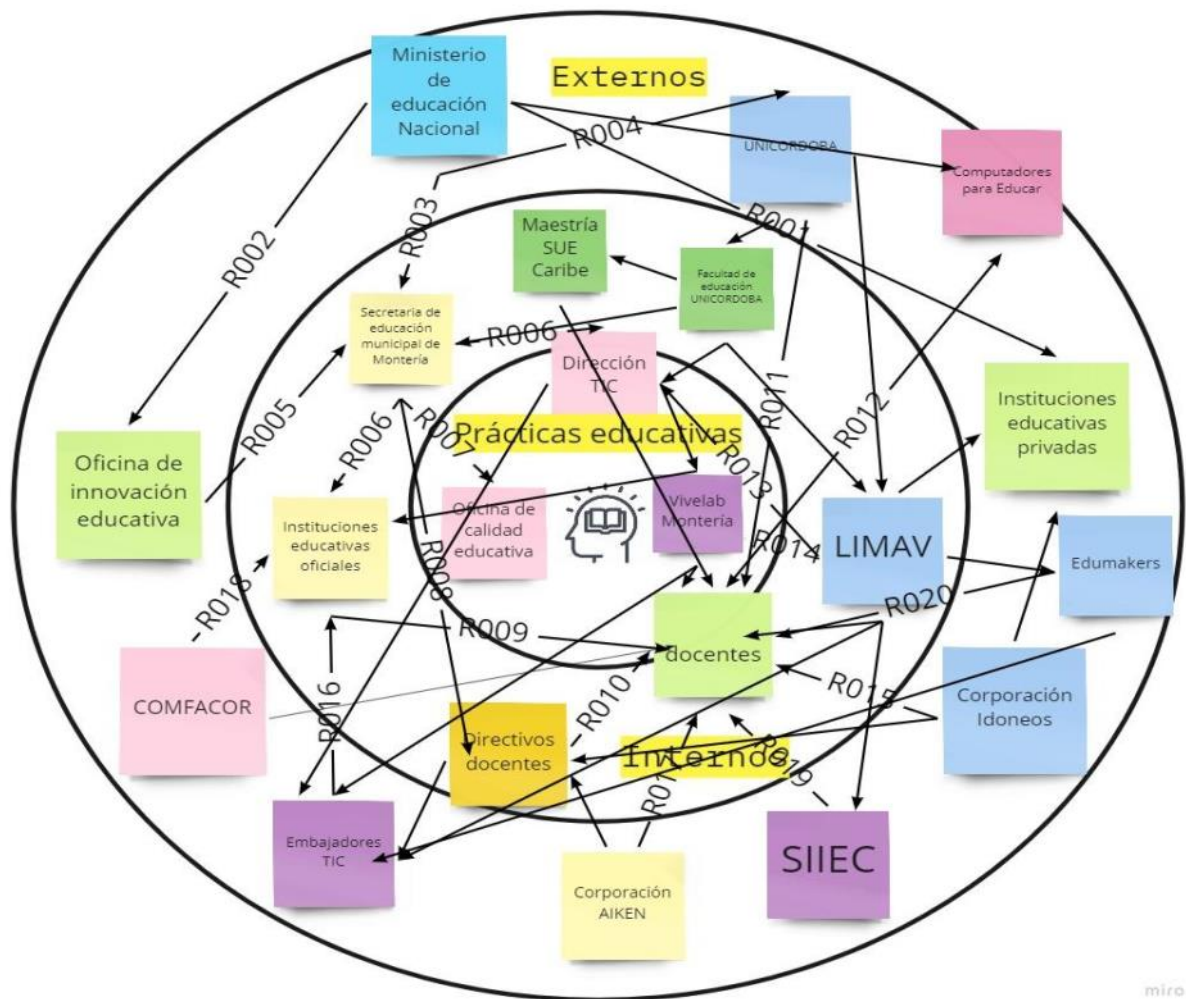 Ministerio
de
educación
Nacional
Externos
R004
UNICORDOBA
Computadores
para Educar
R003
R001
R002
Maestría
SUE
Caribe
Facultad de
educación
UNICORDOBA
Secretaria de
educación
municipal de
Montería
R006
Dirección
TIC
R011
R012
Instituciones
educativas
privadas
R005
R006
R007
Prácticas educativas
R013
Oficina de
innovación
educativa
Instituciones
educativas
oficiales
Oficina de
calidad
educativa
Vivelab
Montería
R014
LIMAV
Edumakers
R018
R008
R020
R009
docentes
COMFACOR
R016
R010
R015
Corporación
Idoneos
Directivos
docentes
Internos
R019
Embajadores
TIC
Corporación
AIKEN
SIIEC
miro